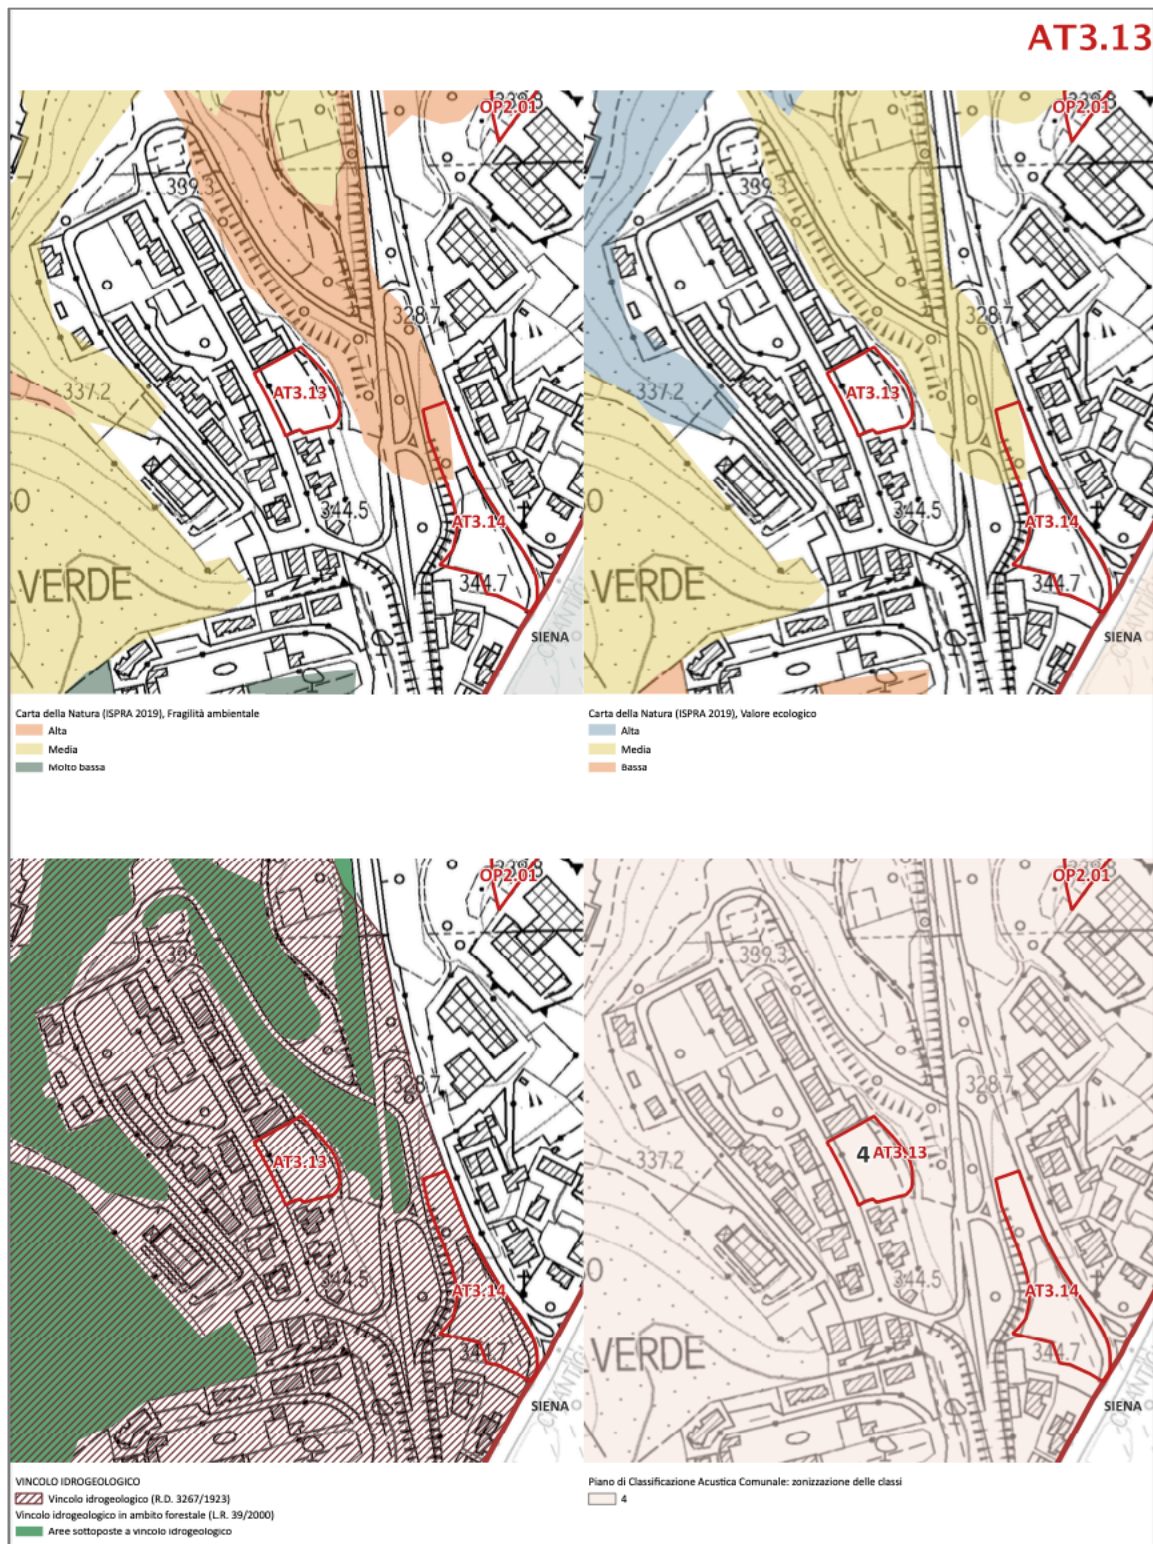 AT3.13
OP2.01
339.3
328.7
337.2
AT3.13
344.5
AT3.14
VERDE
344.7
SIENA
Carta della Natura (ISPRA 2019), Fragilità ambientale
Alta
Media
Molto bassa
OP2.01
339.3
328.7
337.2
AT3.13
344.5
AT3.14
VERDE
344.7
SIENA
Carta della Natura (ISPRA 2019), Valore ecologico
Alta
Media
Bassa
OP2.01
328.7
AT3.13
344.5
AT3.14
344.7
SIENA
VINCOLO IDROGEOLOGICO
Vincolo idrogeologico (R.D. 3267/1923)
Vincolo idrogeologico in ambito forestale (L.R. 39/2000)
Aree sottoposte a vincolo idrogeologico
OP2.01
339.3
328.7
337.2
4 AT3.13
344.5
AT3.14
VERDE
344.7
SIENA
Piano di Classificazione Acustica Comunale: zonizzazione delle classi
4